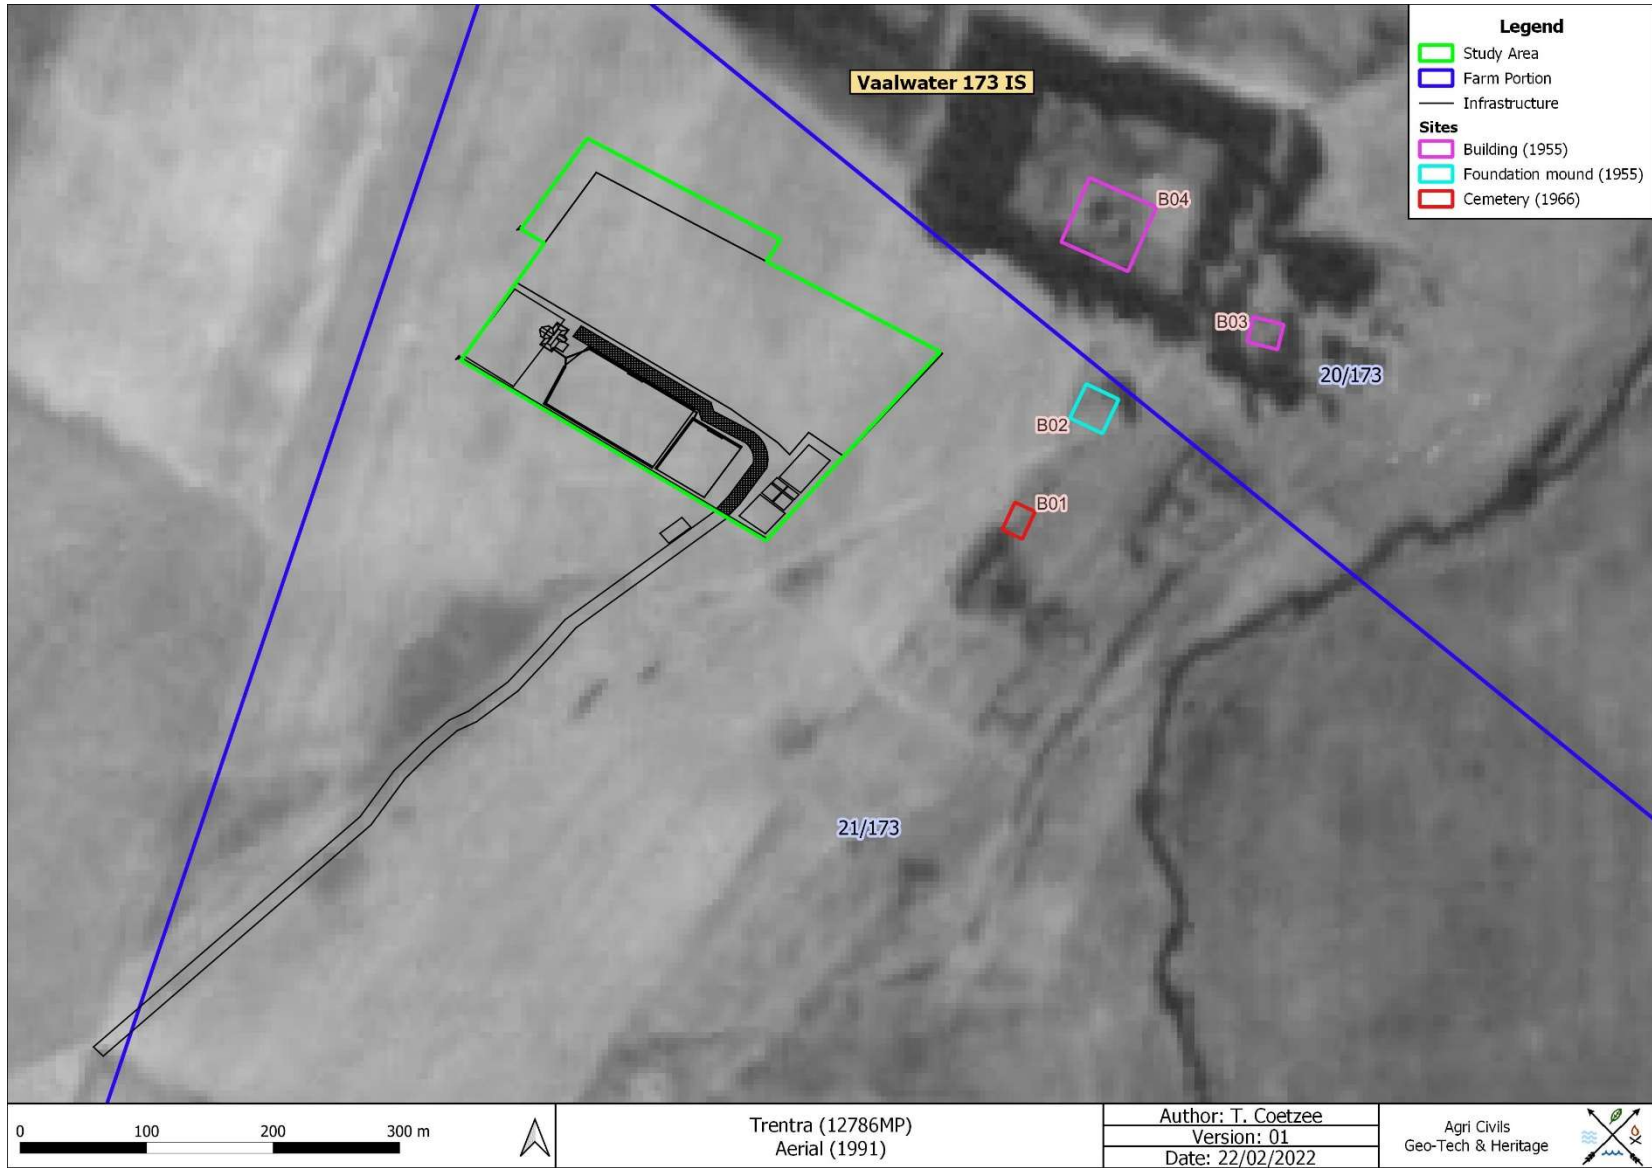 Legend
Study Area
Farm Portion
Infrastructure
Sites
Building (1955)
Foundation mound (1955)
Cemetery (1966)
Vaalwater 173 IS
B04
B03
20/173
B02
B01
21/173
0 100 200 300 m
Trentra (12786MP)
Aerial (1991)
Author: T. Coetzee
Version: 01
Date: 22/02/2022
Agri Civils
Geo-Tech & Heritage